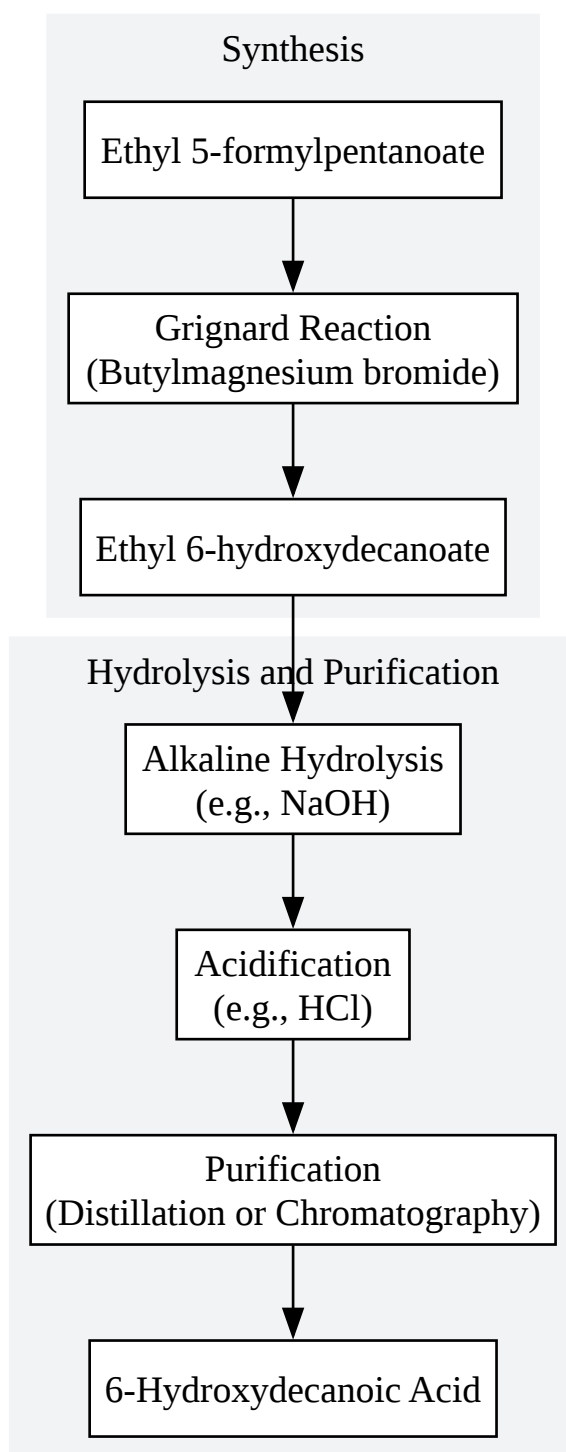 Synthesis
Ethyl 5-formylpentanoate
Grignard Reaction
(Butylmagnesium bromide)
Ethyl 6-hydroxydecanoate
Hydrolysis and Purification
Alkaline Hydrolysis
(e.g., NaOH)
Acidification
(e.g., HCl)
Purification
(Distillation or Chromatography)
6-Hydroxydecanoic Acid